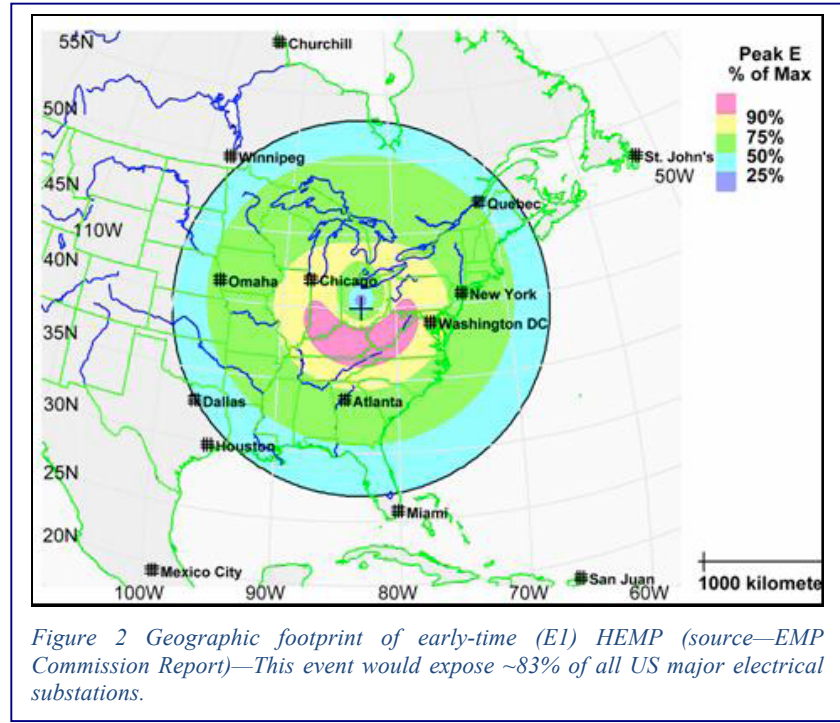 55N
Churchill
Peak E
% of Max
50N
90%
75%
50%
25%
Winnipeg
St. John's
50W
45N
Quebec
110W
40N
Omaha
Chicago
New York
Washington DC
35N
30N
Dallas
Atlanta
Houston
25N
Miami
20N
Mexico City
San Juan
100W
90W
80W
70W
60W
1000 kilomete
Figure 2 Geographic footprint of early-time (E1) HEMP (source—EMP
Commission Report)—This event would expose ~83% of all US major electrical
substations.